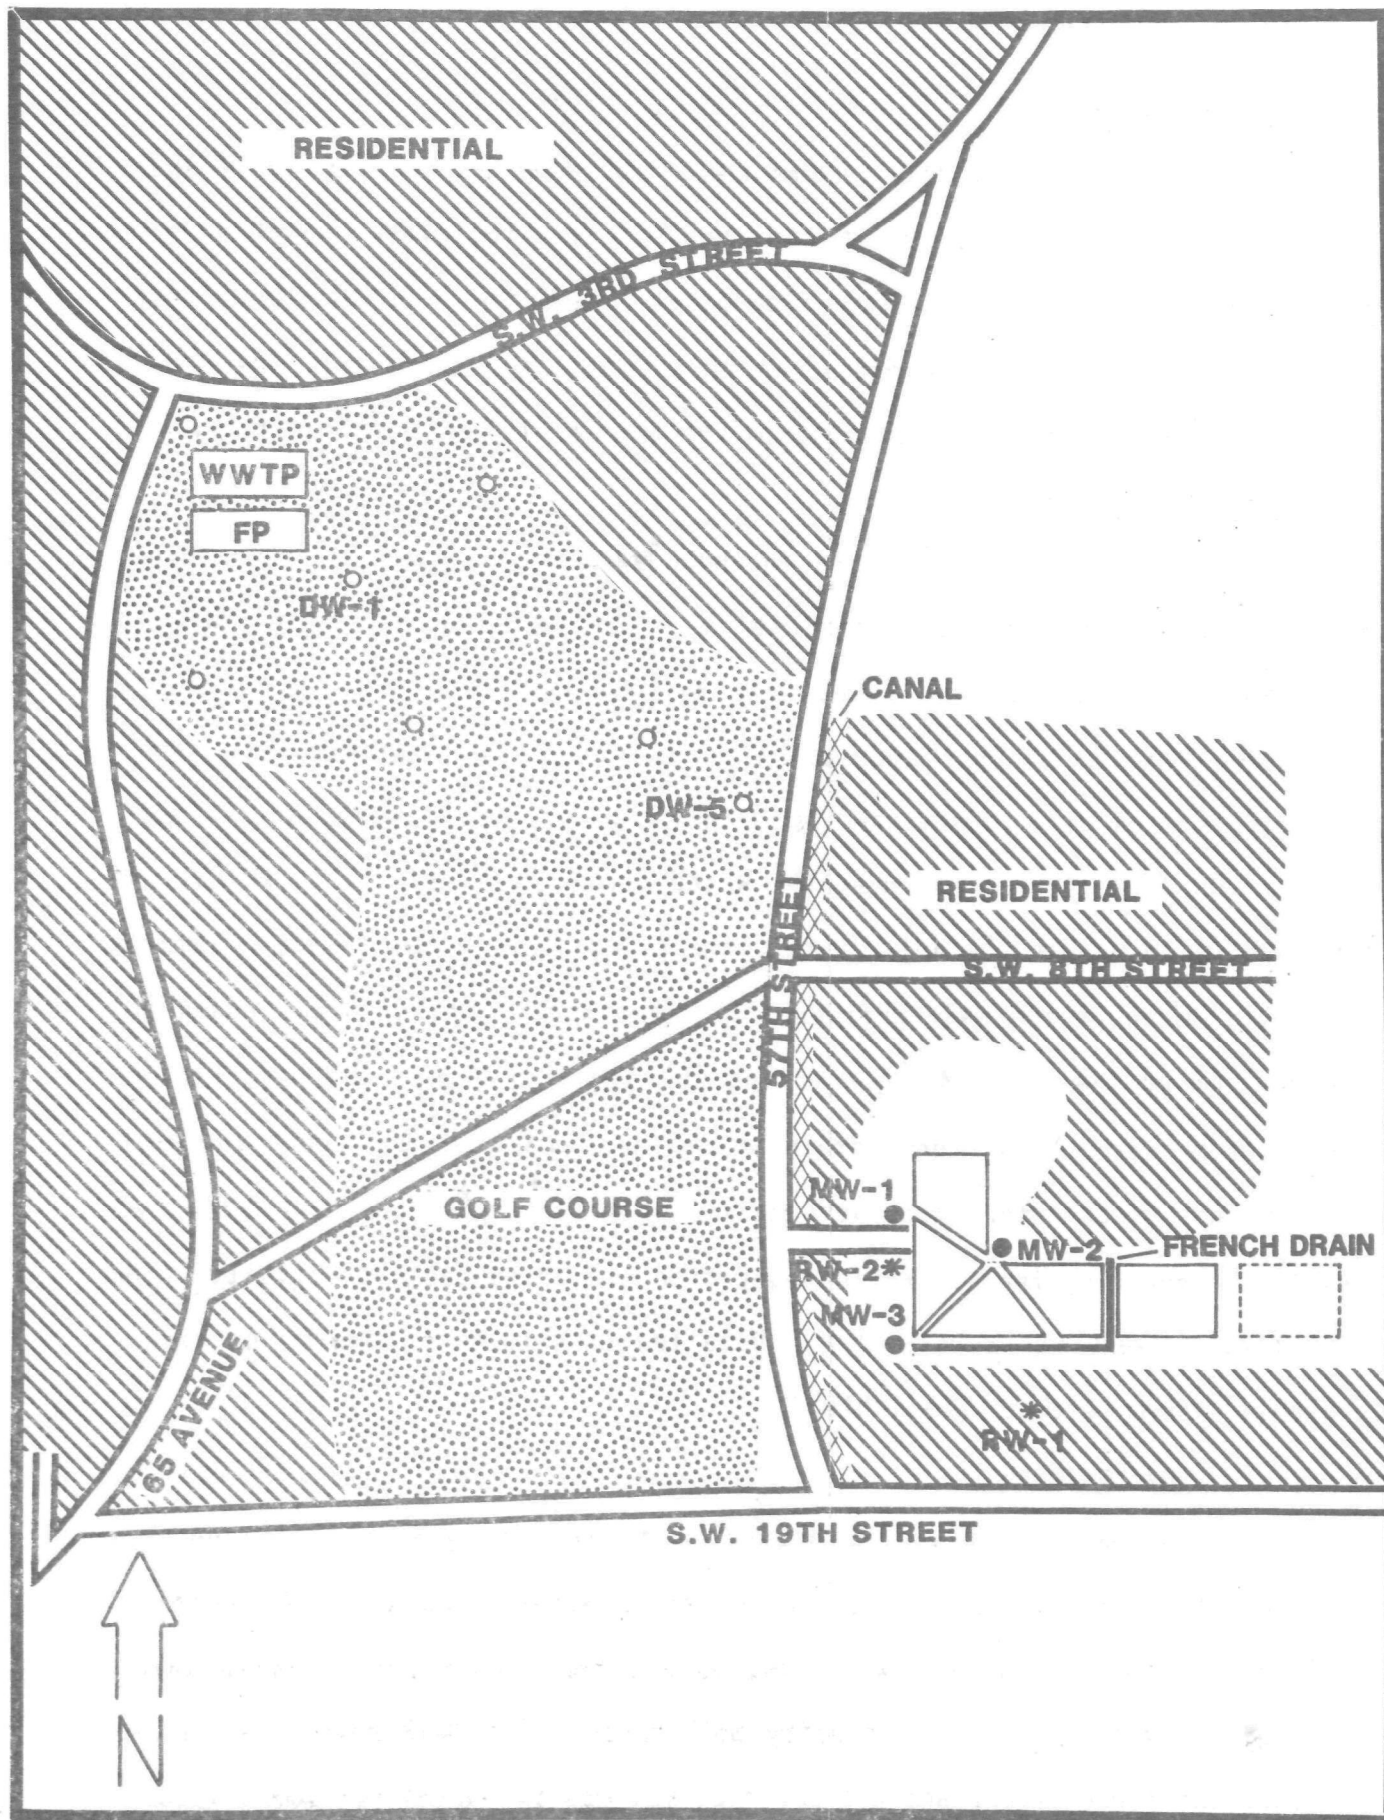 RESIDENTIAL
S.W. 3RD STREET
WWTP
FP
DW-1
CANAL
DW-5
RESIDENTIAL
57TH STREET
S.W. 8TH STREET
MW-1
GOLF COURSE
MW-2
FRENCH DRAIN
RW-2*
MW-3
65 AVENUE
*
RW-1
S.W. 19TH STREET
N